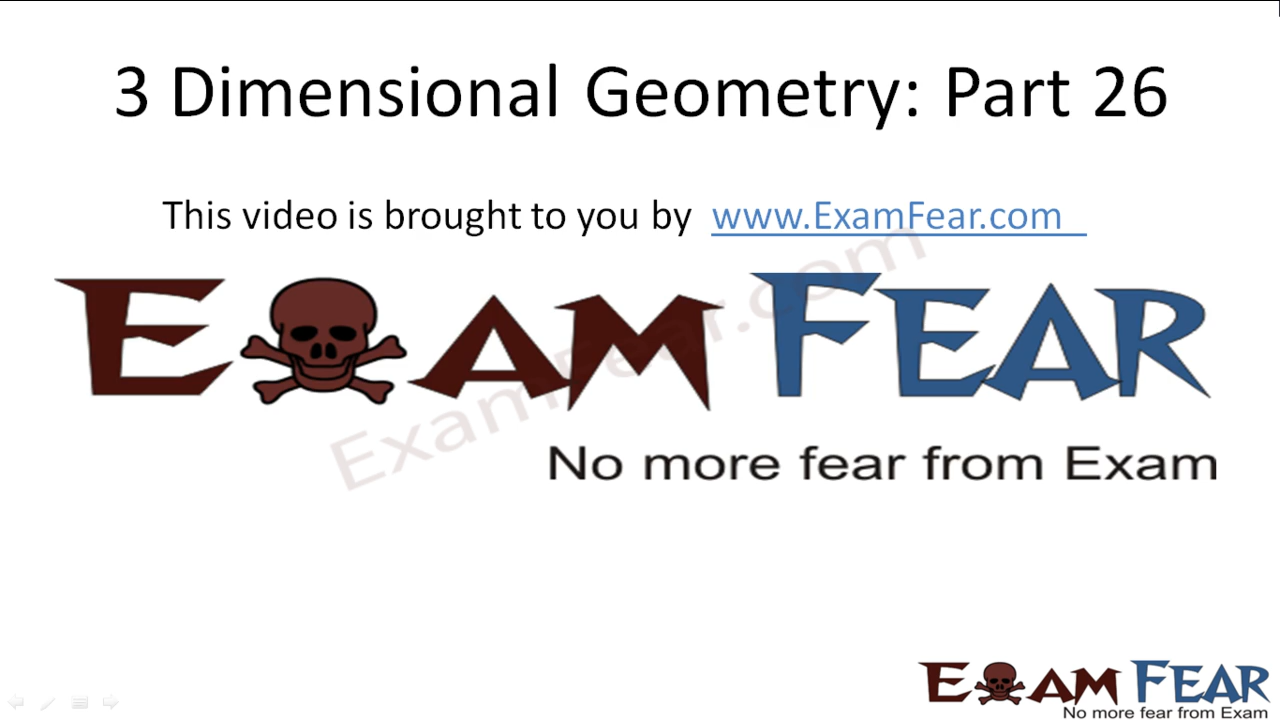 3 Dimensional Geometry: Part 26
This video is brought to you by www.ExamFear.com
EXAM FEAR
ExamFear.com
No more fear from Exam
EXAM FEAR
No more fear from Exam